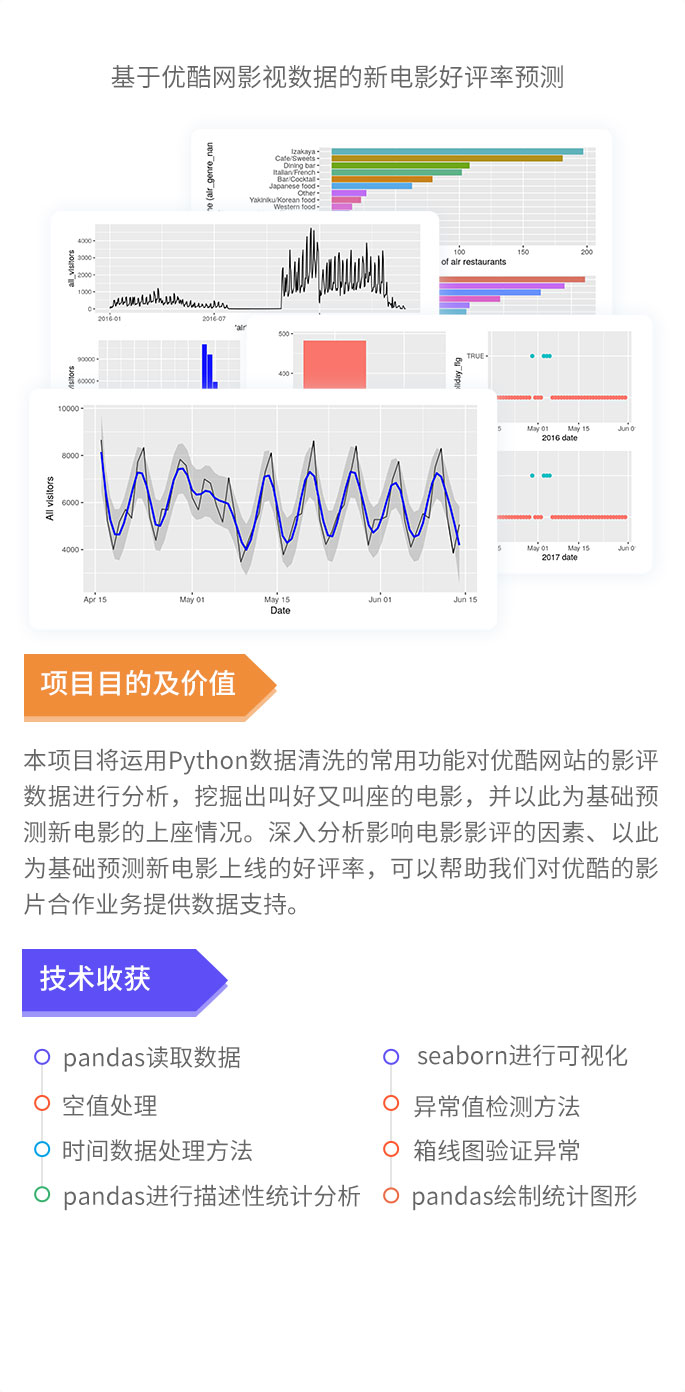 基于优酷网影视数据的新电影好评率预测
ne (air_genre_nan
Izakaya
Cafe/Sweets
Dining bar
Italian/French
Bar/Cocktail
Japanese food
Other
Yakiniku/Korean food
Western food
100
150
200
of air restaurants
all_visitors
4000
3000
2000
1000
0
2016-01
2016-07
'air'
visitors
90000
60000
500
400
oliday_flg
TRUE
5
May 01
May 15
Jun 0
2016 date
5
May 01
May 15
Jun 0
2017 date
All visitors
10000
8000
6000
4000
Apr 15
May 01
May 15
Jun 01
Jun 15
Date
项目目的及价值
本项目将运用Python数据清洗的常用功能对优酷网站的影评
数据进行分析，挖掘出叫好又叫座的电影，并以此为基础预
测新电影的上座情况。深入分析影响电影影评的因素、以此
为基础预测新电影上线的好评率，可以帮助我们对优酷的影
片合作业务提供数据支持。
技术收获
pandas读取数据
seaborn进行可视化
空值处理
异常值检测方法
时间数据处理方法
箱线图验证异常
pandas进行描述性统计分析
pandas绘制统计图形